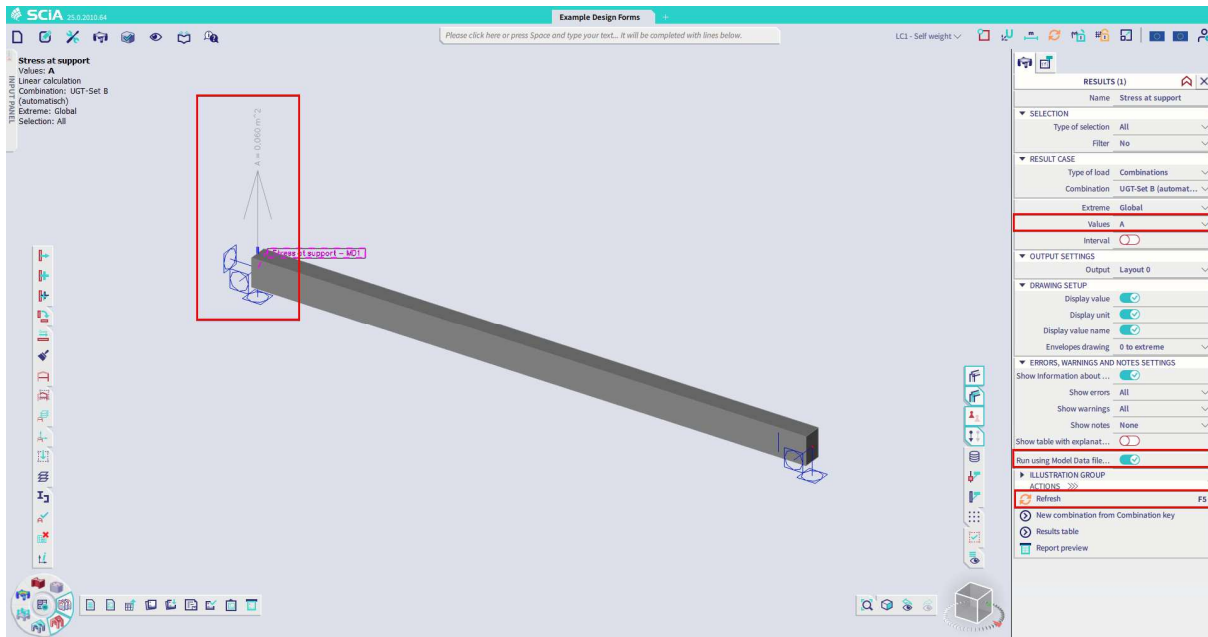 SCiA 25.0.2010.64
Example Design Forms
+
Please click here or press Space and type your text... It will be completed with lines below.
LC1 - Self weight
INPUT PANEL
Stress at support
Values: A
Linear calculation
Combination: UGT-Set B
(automatisch)
Extreme: Global
Selection: All
A = 0.060 m^2
Stress at support - MD1
RESULTS (1)
Name Stress at support
SELECTION
Type of selection All
Filter No
RESULT CASE
Type of load Combinations
Combination UGT-Set B (automat...
Extreme Global
Values A
Interval
OUTPUT SETTINGS
Output Layout 0
DRAWING SETUP
Display value
Display unit
Display value name
Envelopes drawing 0 to extreme
ERRORS, WARNINGS AND NOTES SETTINGS
Show Information about ...
Show errors All
Show warnings All
Show notes None
Show table with explanat...
Run using Model Data file...
ILLUSTRATION GROUP
ACTIONS >>>
Refresh F5
New combination from Combination key
Results table
Report preview